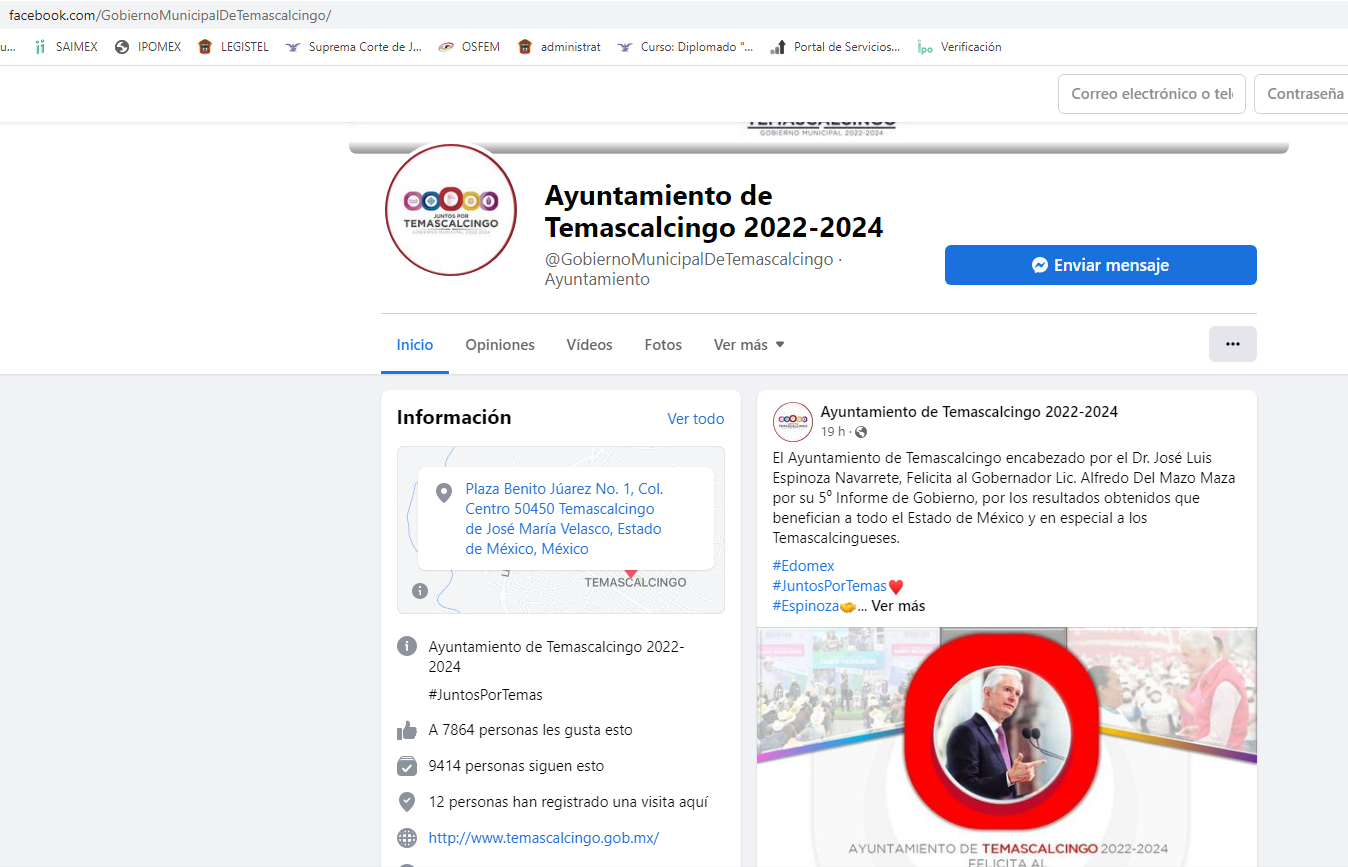 facebook.com/GobiernoMunicipalDeTemascalcingo/
u... SAIMEX IPOMEX LEGISTEL Suprema Corte de J... OSFEM administrat Curso: Diplomado "... Portal de Servicios... Verificación
Correo electrónico o tel Contraseña
TEMASCALCINGO
GOBIERNO MUNICIPAL 2022-2024
JUNTOS POR
TEMASCALCINGO
GOBIERNO MUNICIPAL 2022-2024
Ayuntamiento de
Temascalcingo 2022-2024
@GobiernoMunicipalDeTemascalcingo ·
Ayuntamiento
Enviar mensaje
Inicio Opiniones Vídeos Fotos Ver más
Información Ver todo
Plaza Benito Júarez No. 1, Col.
Centro 50450 Temascalcingo
de José María Velasco, Estado
de México, México
TEMASCALCINGO
Ayuntamiento de Temascalcingo 2022-
2024
#JuntosPorTemas
A 7864 personas les gusta esto
9414 personas siguen esto
12 personas han registrado una visita aquí
http://www.temascalcingo.gob.mx/
Ayuntamiento de Temascalcingo 2022-2024
19 h ·
El Ayuntamiento de Temascalcingo encabezado por el Dr. José Luis
Espinoza Navarrete, Felicita al Gobernador Lic. Alfredo Del Mazo Maza
por su 5⁰ Informe de Gobierno, por los resultados obtenidos que
benefician a todo el Estado de México y en especial a los
Temascalcingueses.
#Edomex
#JuntosPorTemas❤️
#Espinoza🤝... Ver más
AYUNTAMIENTO DE TEMASCALCINGO 2022-2024
FELICITA AL